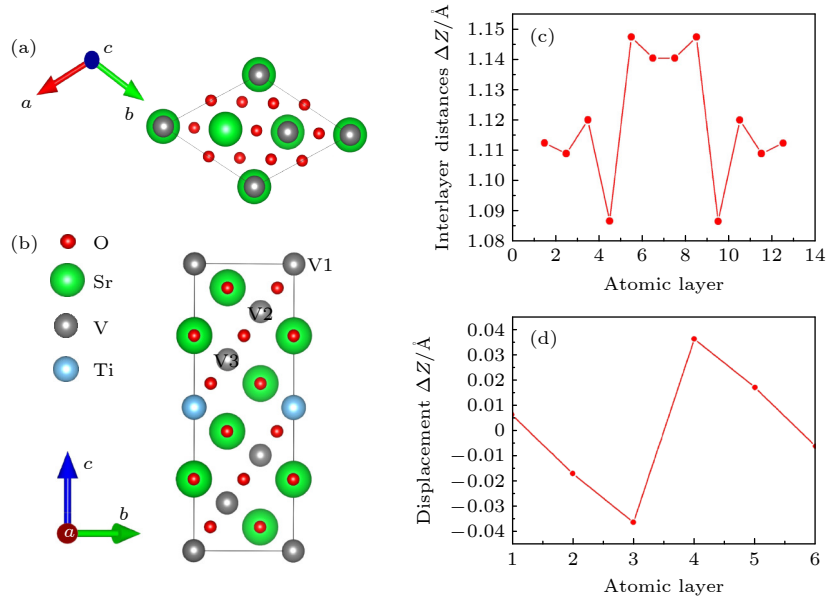 (a)
c
a
b
(b)
O
Sr
V
Ti
V1
V2
V3
c
b
a
(c)
Interlayer distances ΔZ/Å
1.15
1.14
1.13
1.12
1.11
1.10
1.09
1.08
0 2 4 6 8 10 12 14
Atomic layer
(d)
Displacement ΔZ/Å
0.04
0.03
0.02
0.01
0
−0.01
−0.02
−0.03
−0.04
1 2 3 4 5 6
Atomic layer